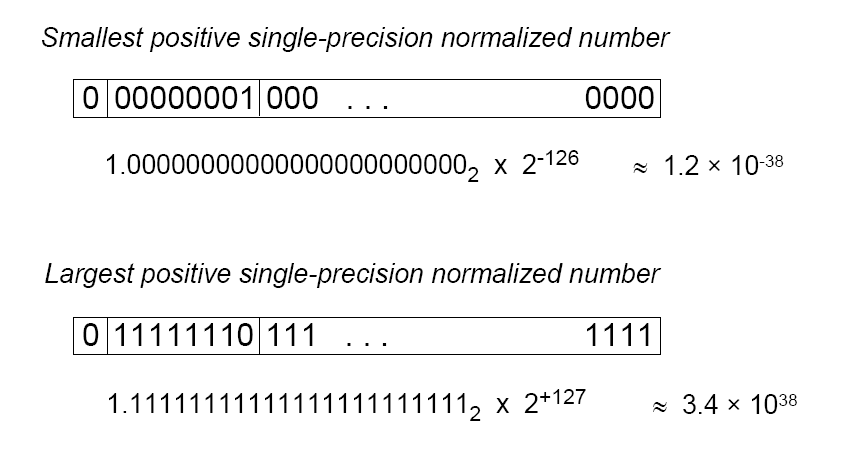 Smallest positive single-precision normalized number
0 00000001 000 . . . 0000
1.00000000000000000000000₂ x 2⁻¹²⁶ ≈ 1.2 × 10⁻³⁸
Largest positive single-precision normalized number
0 11111110 111 . . . 1111
1.11111111111111111111111₂ x 2⁺¹²⁷ ≈ 3.4 × 10³⁸